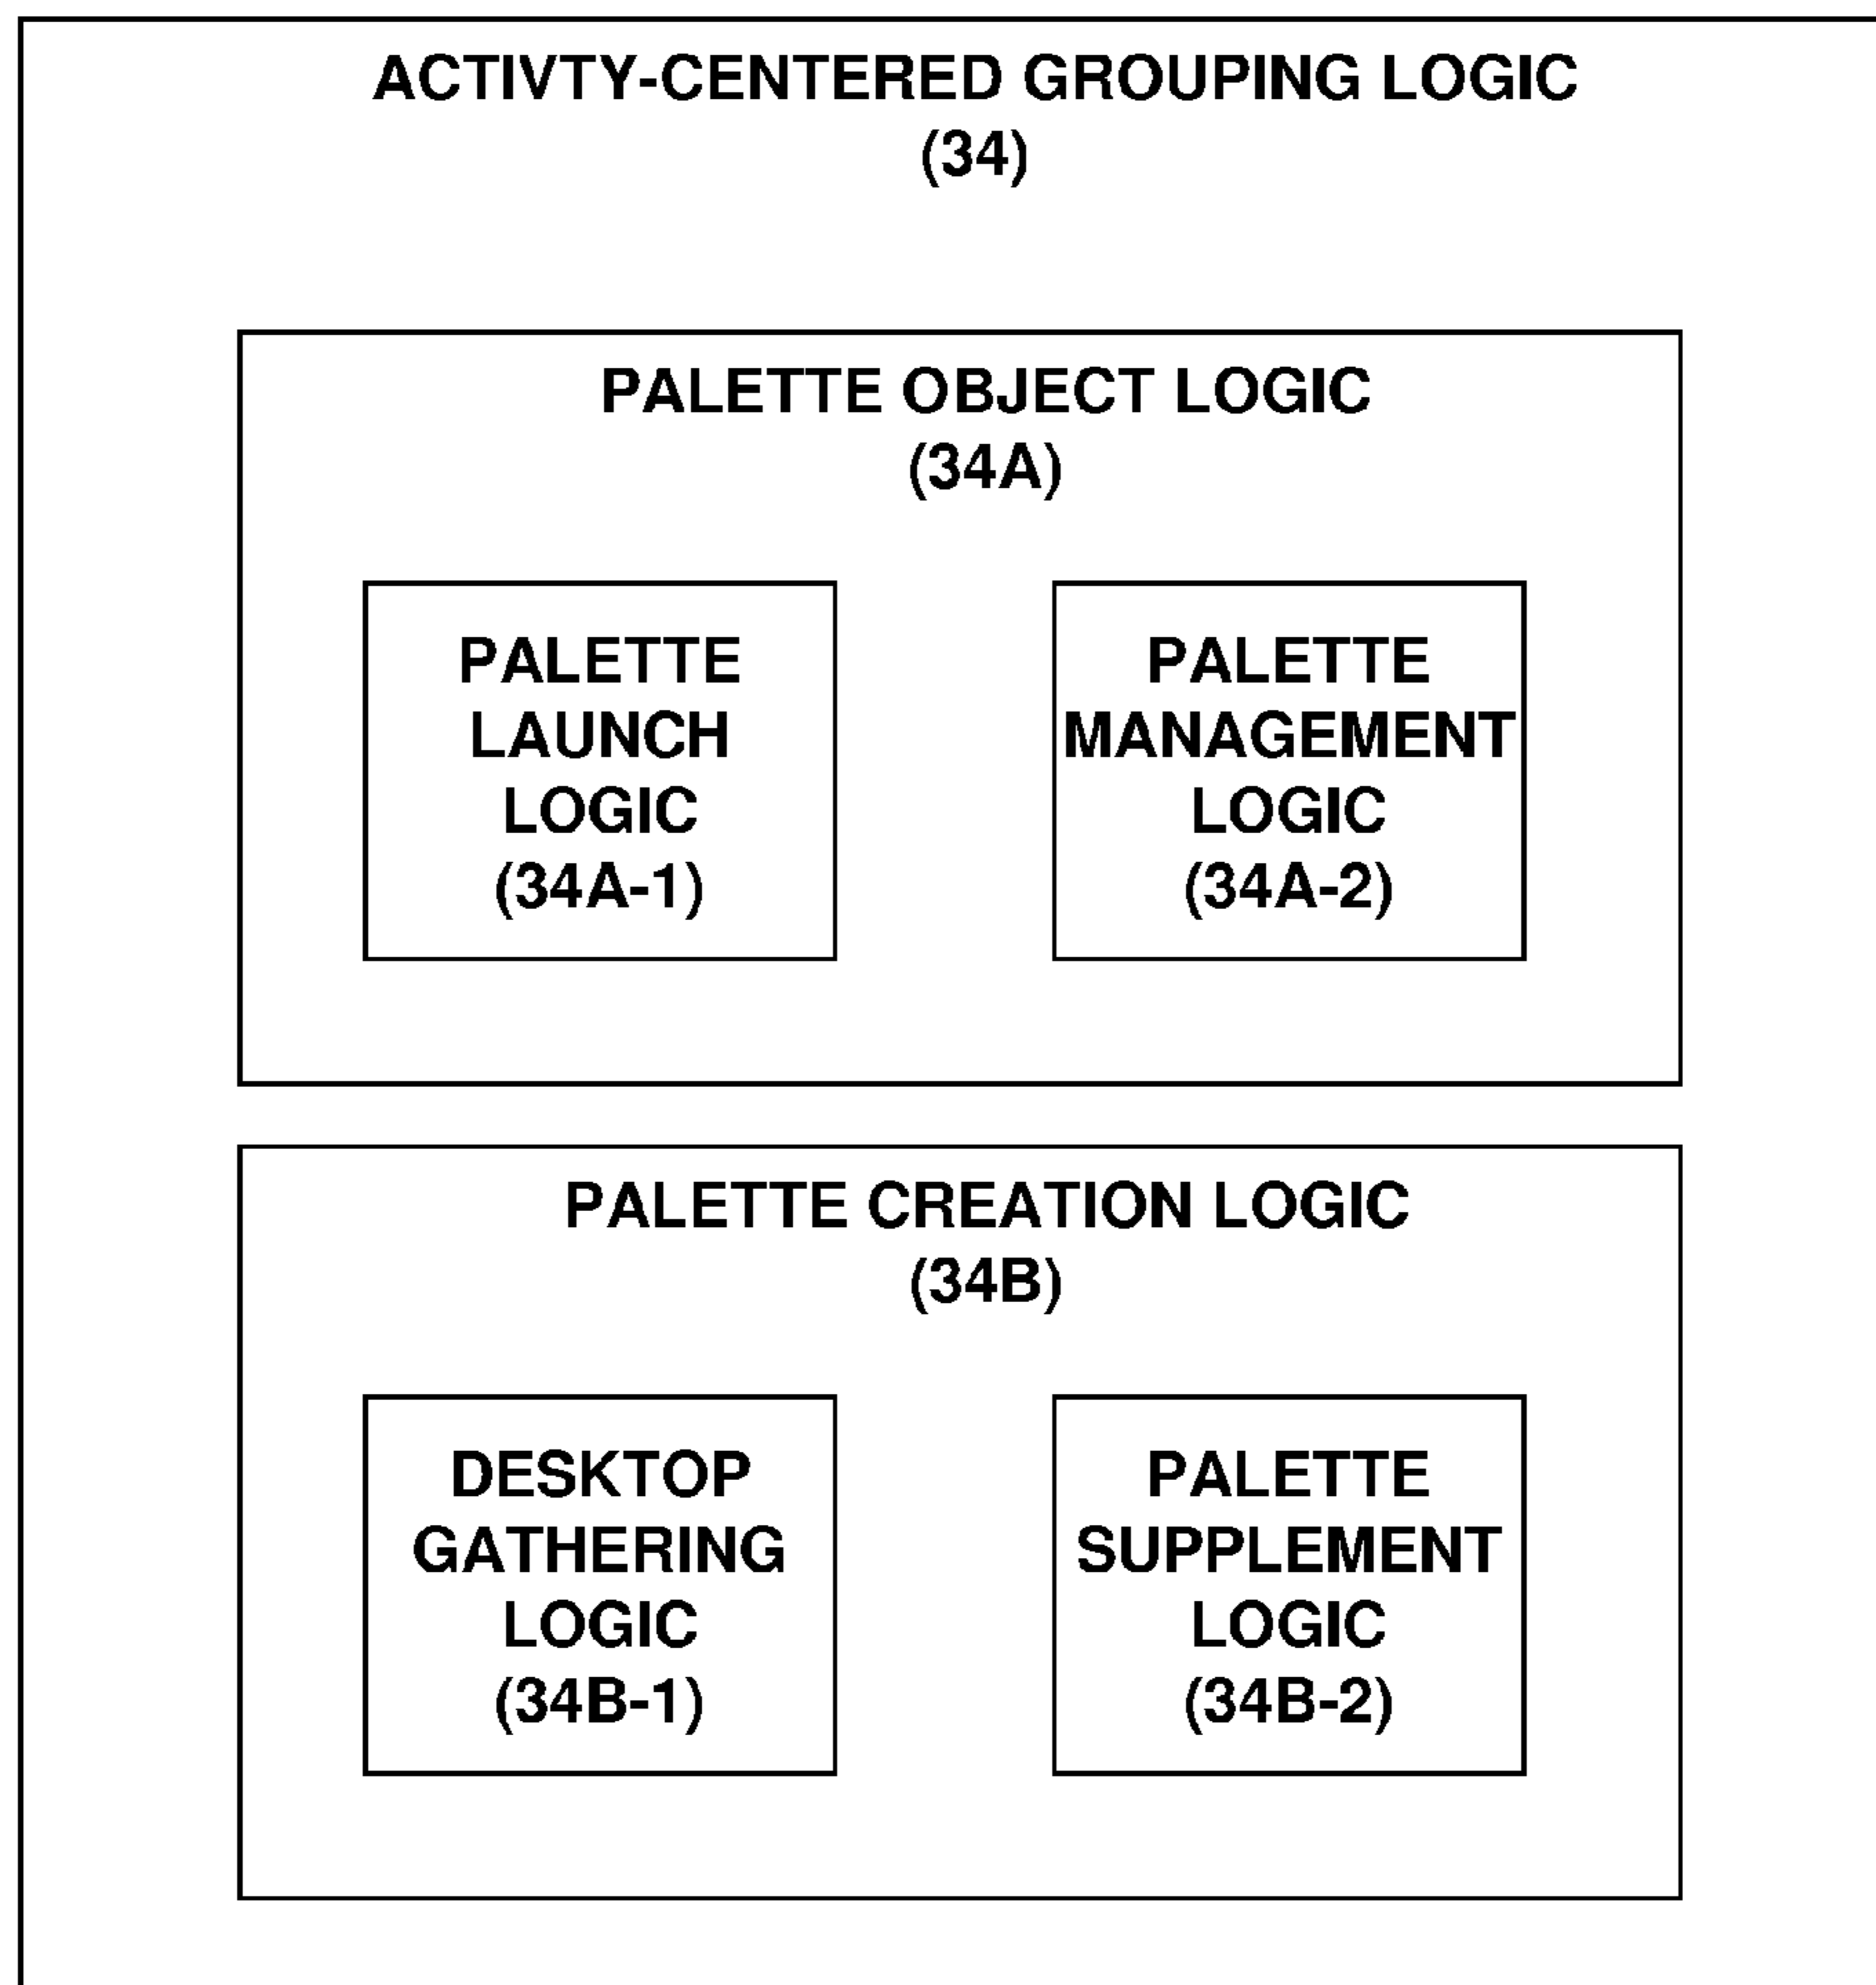 ACTIVTY-CENTERED GROUPING LOGIC
(34)
PALETTE OBJECT LOGIC
(34A)
PALETTE
LAUNCH
LOGIC
(34A-1)
PALETTE
MANAGEMENT
LOGIC
(34A-2)
PALETTE CREATION LOGIC
(34B)
DESKTOP
GATHERING
LOGIC
(34B-1)
PALETTE
SUPPLEMENT
LOGIC
(34B-2)